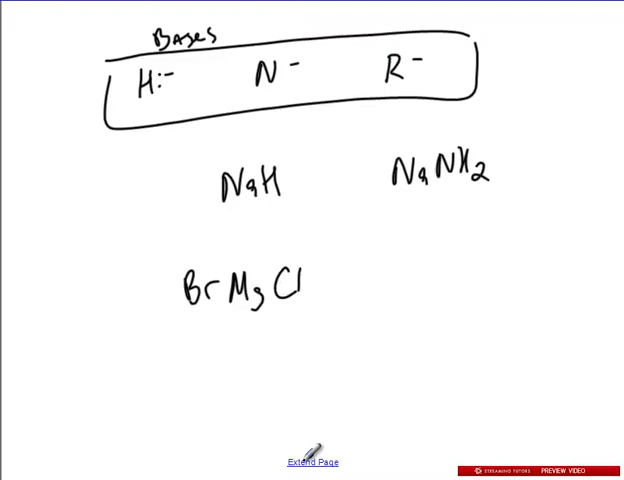 BASES
H:- N- R-
NaH NaNH2
BrMgCl
Extend Page
STREAMING TUTORS PREVIEW VIDEO